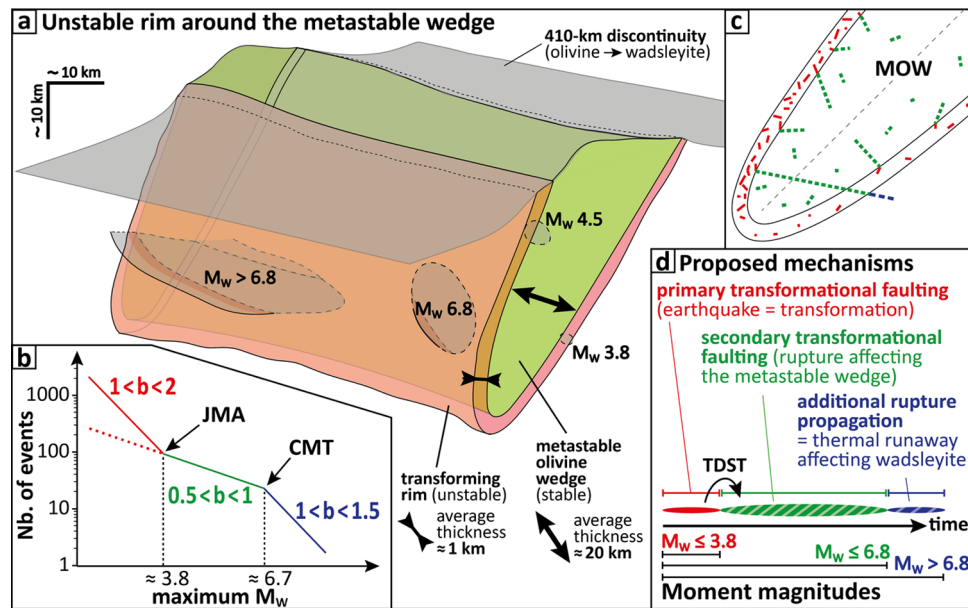 a Unstable rim around the metastable wedge
~ 10 km
~ 10 km
410-km discontinuity
(olivine → wadsleyite)
Mw 4.5
Mw > 6.8
Mw 6.8
Mw 3.8
transforming
rim (unstable)
average
thickness
≈ 1 km
metastable
olivine
wedge
(stable)
average
thickness
≈ 20 km
b
Nb. of events
1000
100
10
1
1<b<2
JMA
CMT
0.5<b<1
1<b<1.5
≈ 3.8
≈ 6.7
maximum Mw
c
MOW
d Proposed mechanisms
primary transformational faulting
(earthquake = transformation)
secondary transformational
faulting (rupture affecting
the metastable wedge)
additional rupture
propagation
= thermal runaway
affecting wadsleyite
TDST
time
Mw ≤ 3.8
Mw ≤ 6.8
Mw > 6.8
Moment magnitudes